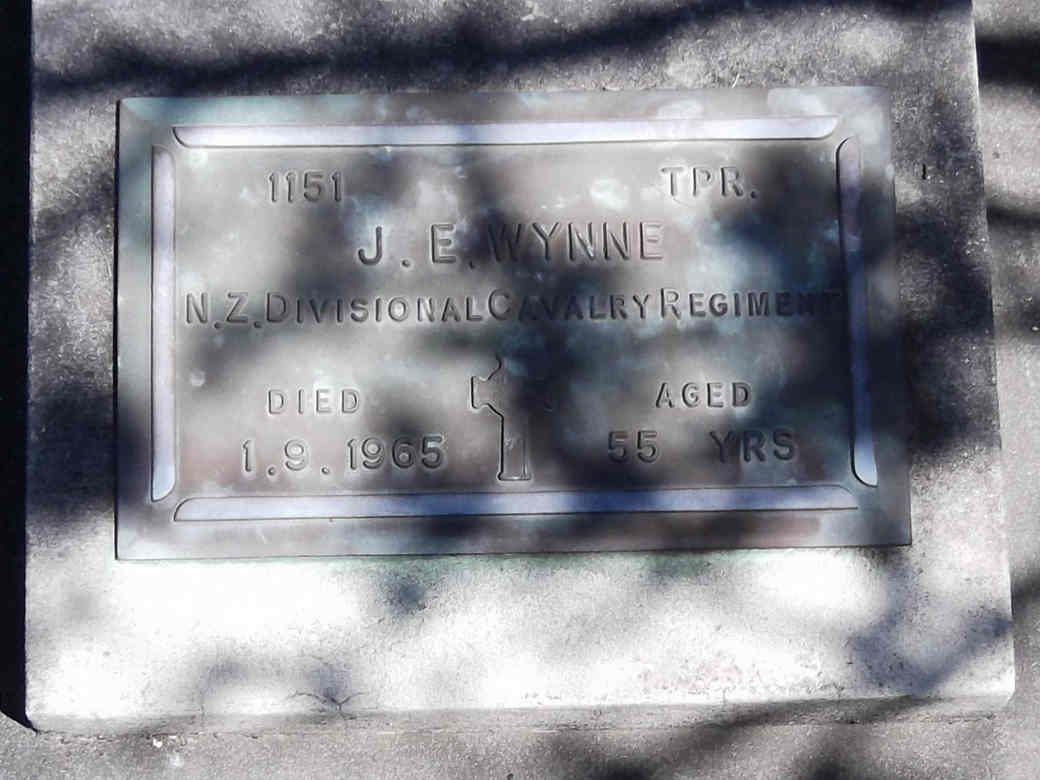 1151 TPR.
J. E. WYNNE
N.Z. DIVISIONAL CAVALRY REGIMENT
DIED AGED
1.9.1965 55 YRS